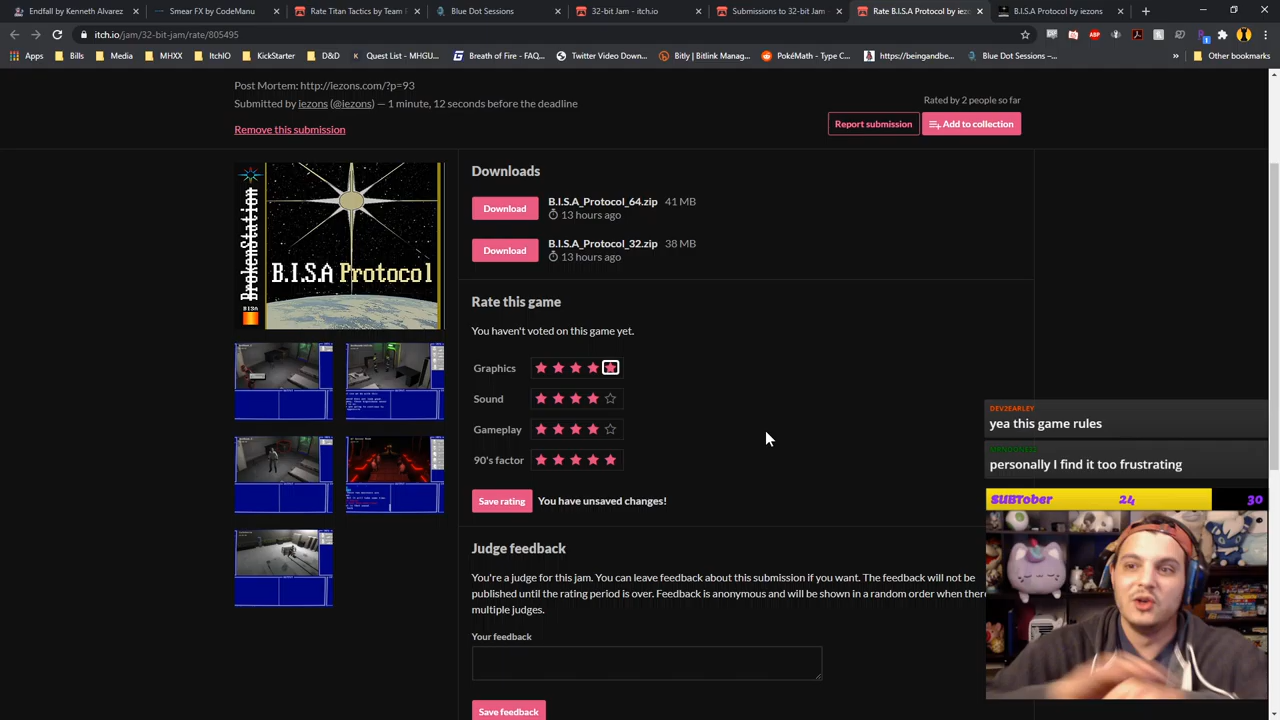 Endfall by Kenneth Alvarez
Smear FX by CodeManu
Rate Titan Tactics by Team
Blue Dot Sessions
32-bit Jam - itch.io
Submissions to 32-bit Jam
Rate B.I.S.A Protocol by iezo
B.I.S.A Protocol by iezons
itch.io/jam/32-bit-jam/rate/805495
Apps
Bills
Media
MHXX
ItchIO
KickStarter
D&D
Quest List - MHGU...
Breath of Fire - GBC...
Twitter Video Down...
Bitly | Link Manag...
PokéMath - Type C...
https://beingandbe...
Blue Dot Sessions –...
»
Other bookmarks
Post Mortem: http://iezons.com/?p=93
Submitted by iezons (@iezons) — 1 minute, 12 seconds before the deadline
Remove this submission
Rated by 2 people so far
Report submission
Add to collection
BrokenStation
BISA
B.I.S.A Protocol
Downloads
Download B.I.S.A_Protocol_64.zip 41 MB
13 hours ago
Download B.I.S.A_Protocol_32.zip 38 MB
13 hours ago
Rate this game
You haven't voted on this game yet.
Graphics
Sound
Gameplay
90's factor
Save rating You have unsaved changes!
Judge feedback
You're a judge for this jam. You can leave feedback about this submission if you want. The feedback will not be
published until the rating period is over. Feedback is anonymous and will be shown in a random order when there
multiple judges.
Your feedback
Save feedback
DEV2EARLEY
yea this game rules
personally I find it too frustrating
SUBTober 24 30